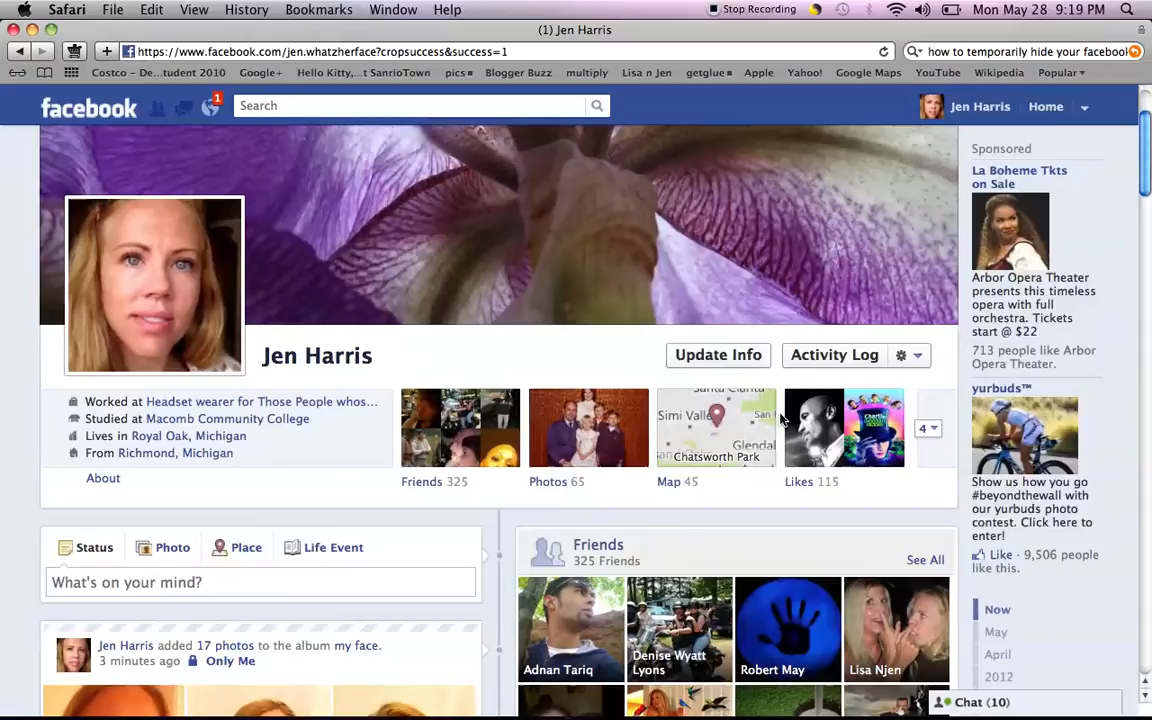 Safari File Edit View History Bookmarks Window Help Stop Recording Mon May 28 9:19 PM
(1) Jen Harris
https://www.facebook.com/jen.whatzherface?cropsuccess&success=1 how to temporarily hide your facebool
Costco - De...tudent 2010 Google+ Hello Kitty,...t SanrioTown pics multiply Blogger Buzz Lisa n Jen getglue Apple Yahoo! Google Maps YouTube Wikipedia Popular
facebook 1 Search Jen Harris Home
Sponsored
La Boheme Tkts
on Sale
Arbor Opera Theater
presents this timeless
opera with full
orchestra. Tickets
start @ $22
713 people like Arbor
Opera Theater.
Jen Harris Update Info Activity Log
yurbuds™
Show us how you go
#beyondthewall with
our yurbuds photo
contest. Click here to
enter!
Like · 9,506 people
like this.
Worked at Headset wearer for Those People whos...
Studied at Macomb Community College
Lives in Royal Oak, Michigan
From Richmond, Michigan
About
Santa Clarita
Simi Valle
San
Glendal
Chatsworth Park
4
Friends 325 Photos 65 Map 45 Likes 115
Status Photo Place Life Event
What's on your mind?
Jen Harris added 17 photos to the album my face.
3 minutes ago Only Me
Friends
325 Friends See All
Adnan Tariq
Denise Wyatt
Lyons
Robert May
Lisa Njen
Now
May
April
2012
Chat (10)